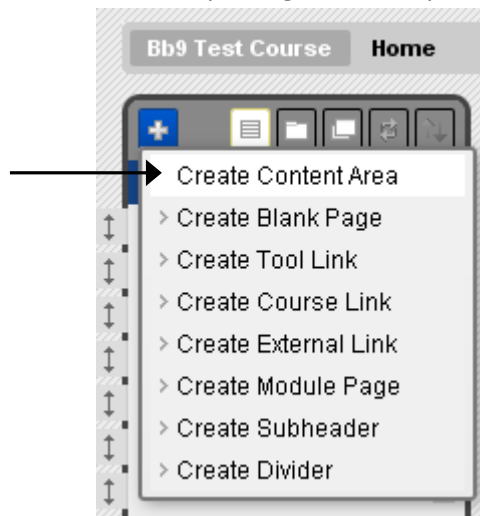 Bb9 Test Course Home
Create Content Area
> Create Blank Page
> Create Tool Link
> Create Course Link
> Create External Link
> Create Module Page
> Create Subheader
> Create Divider